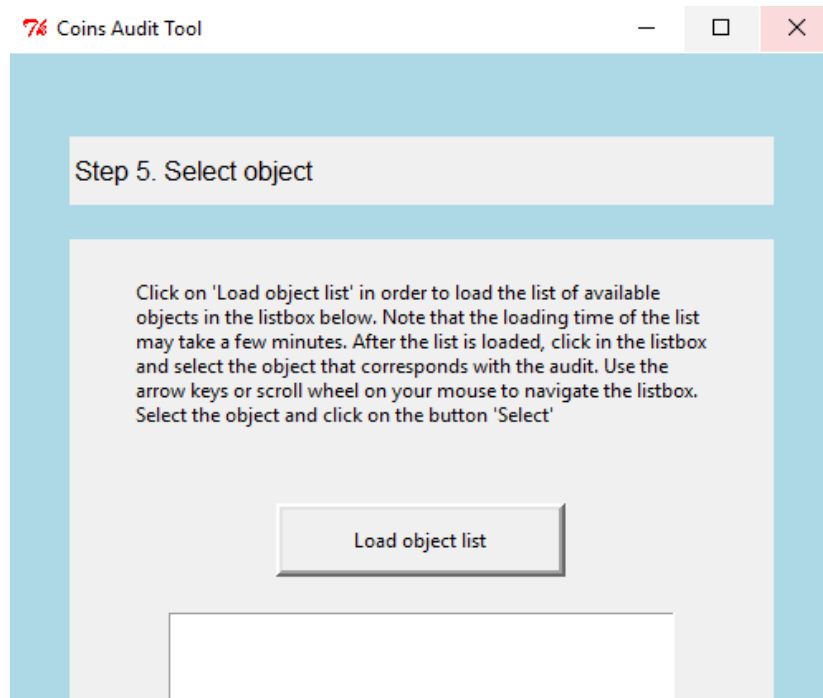 Coins Audit Tool
Step 5. Select object
Click on 'Load object list' in order to load the list of available
objects in the listbox below. Note that the loading time of the list
may take a few minutes. After the list is loaded, click in the listbox
and select the object that corresponds with the audit. Use the
arrow keys or scroll wheel on your mouse to navigate the listbox.
Select the object and click on the button 'Select'
Load object list